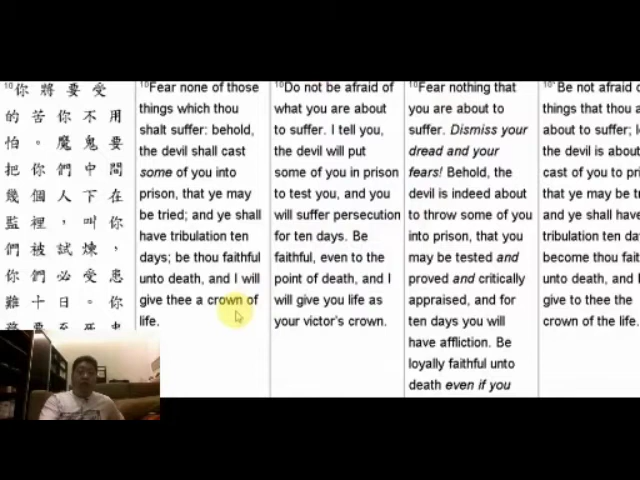 10你 將 要 受
的 苦 你 不 用
怕 。 魔 鬼 要
把 你 們 中 間
幾 個 人 下 在
監 裡 ， 叫 你
們 被 試 煉 ，
你 們 必 受 患
難 十 日 。 你
10Fear none of those
things which thou
shalt suffer: behold,
the devil shall cast
some of you into
prison, that ye may
be tried; and ye shall
have tribulation ten
days; be thou faithful
unto death, and I will
give thee a crown of
life.
10Do not be afraid of
what you are about
to suffer. I tell you,
the devil will put
some of you in prison
to test you, and you
will suffer persecution
for ten days. Be
faithful, even to the
point of death, and I
will give you life as
your victor's crown.
10Fear nothing that
you are about to
suffer. Dismiss your
dread and your
fears! Behold, the
devil is indeed about
to throw some of you
into prison, that you
may be tested and
proved and critically
appraised, and for
ten days you will
have affliction. Be
loyally faithful unto
death even if you
Be not afraid o
things that thou a
about to suffer;
the devil is about
cast of you to pri
that ye may be t
and ye shall have
tribulation ten da
become thou fait
unto death, and I
give to thee the
crown of the life.